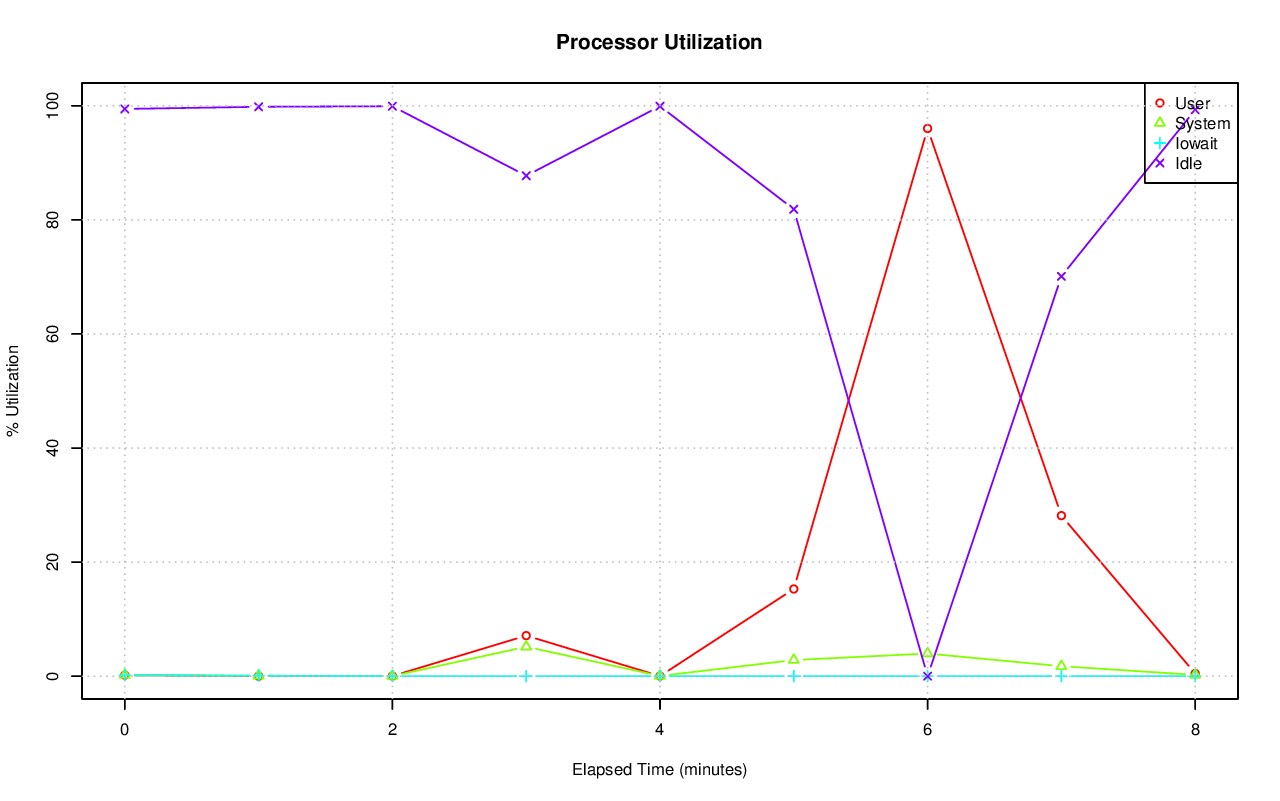 Processor Utilization
User
System
Iowait
Idle
100
80
60
40
20
0
% Utilization
0 2 4 6 8
Elapsed Time (minutes)